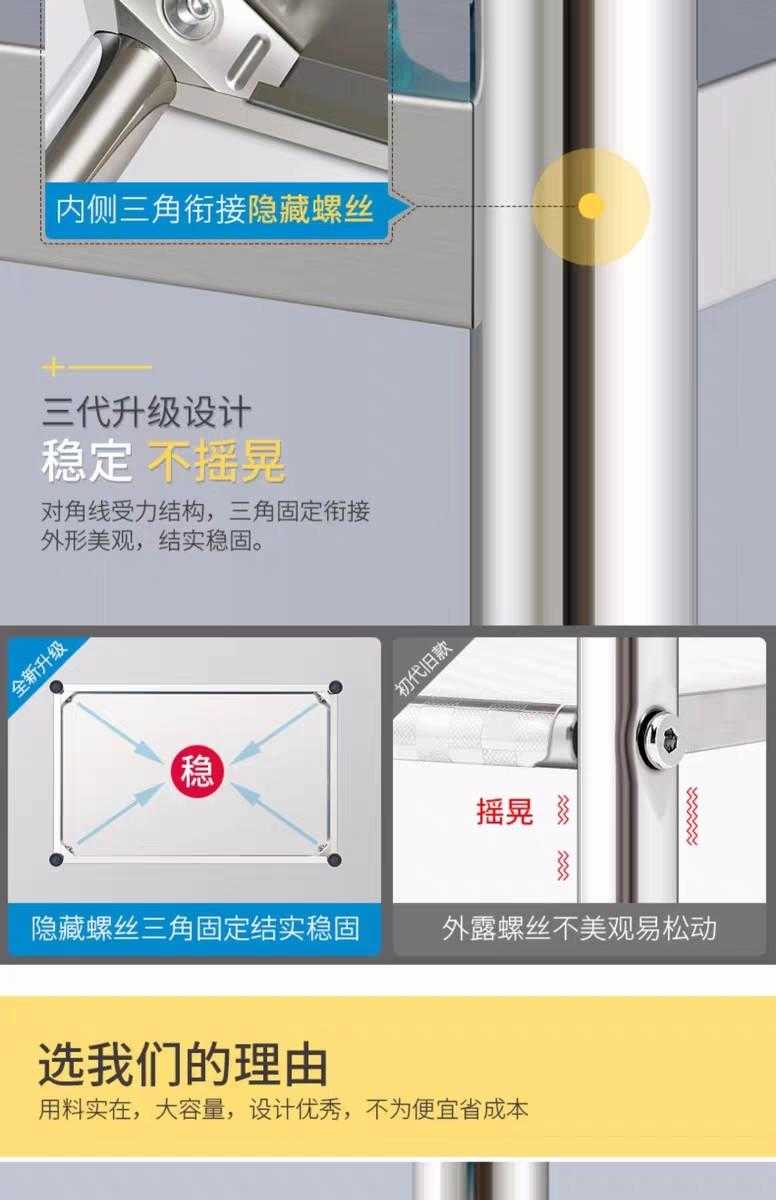 内侧三角衔接隐藏螺丝
三代升级设计
稳定 不摇晃
对角线受力结构，三角固定衔接
外形美观，结实稳固。
全新升级
稳
隐藏螺丝三角固定结实稳固
初代旧款
摇晃
外露螺丝不美观易松动
选我们的理由
用料实在，大容量，设计优秀，不为便宜省成本